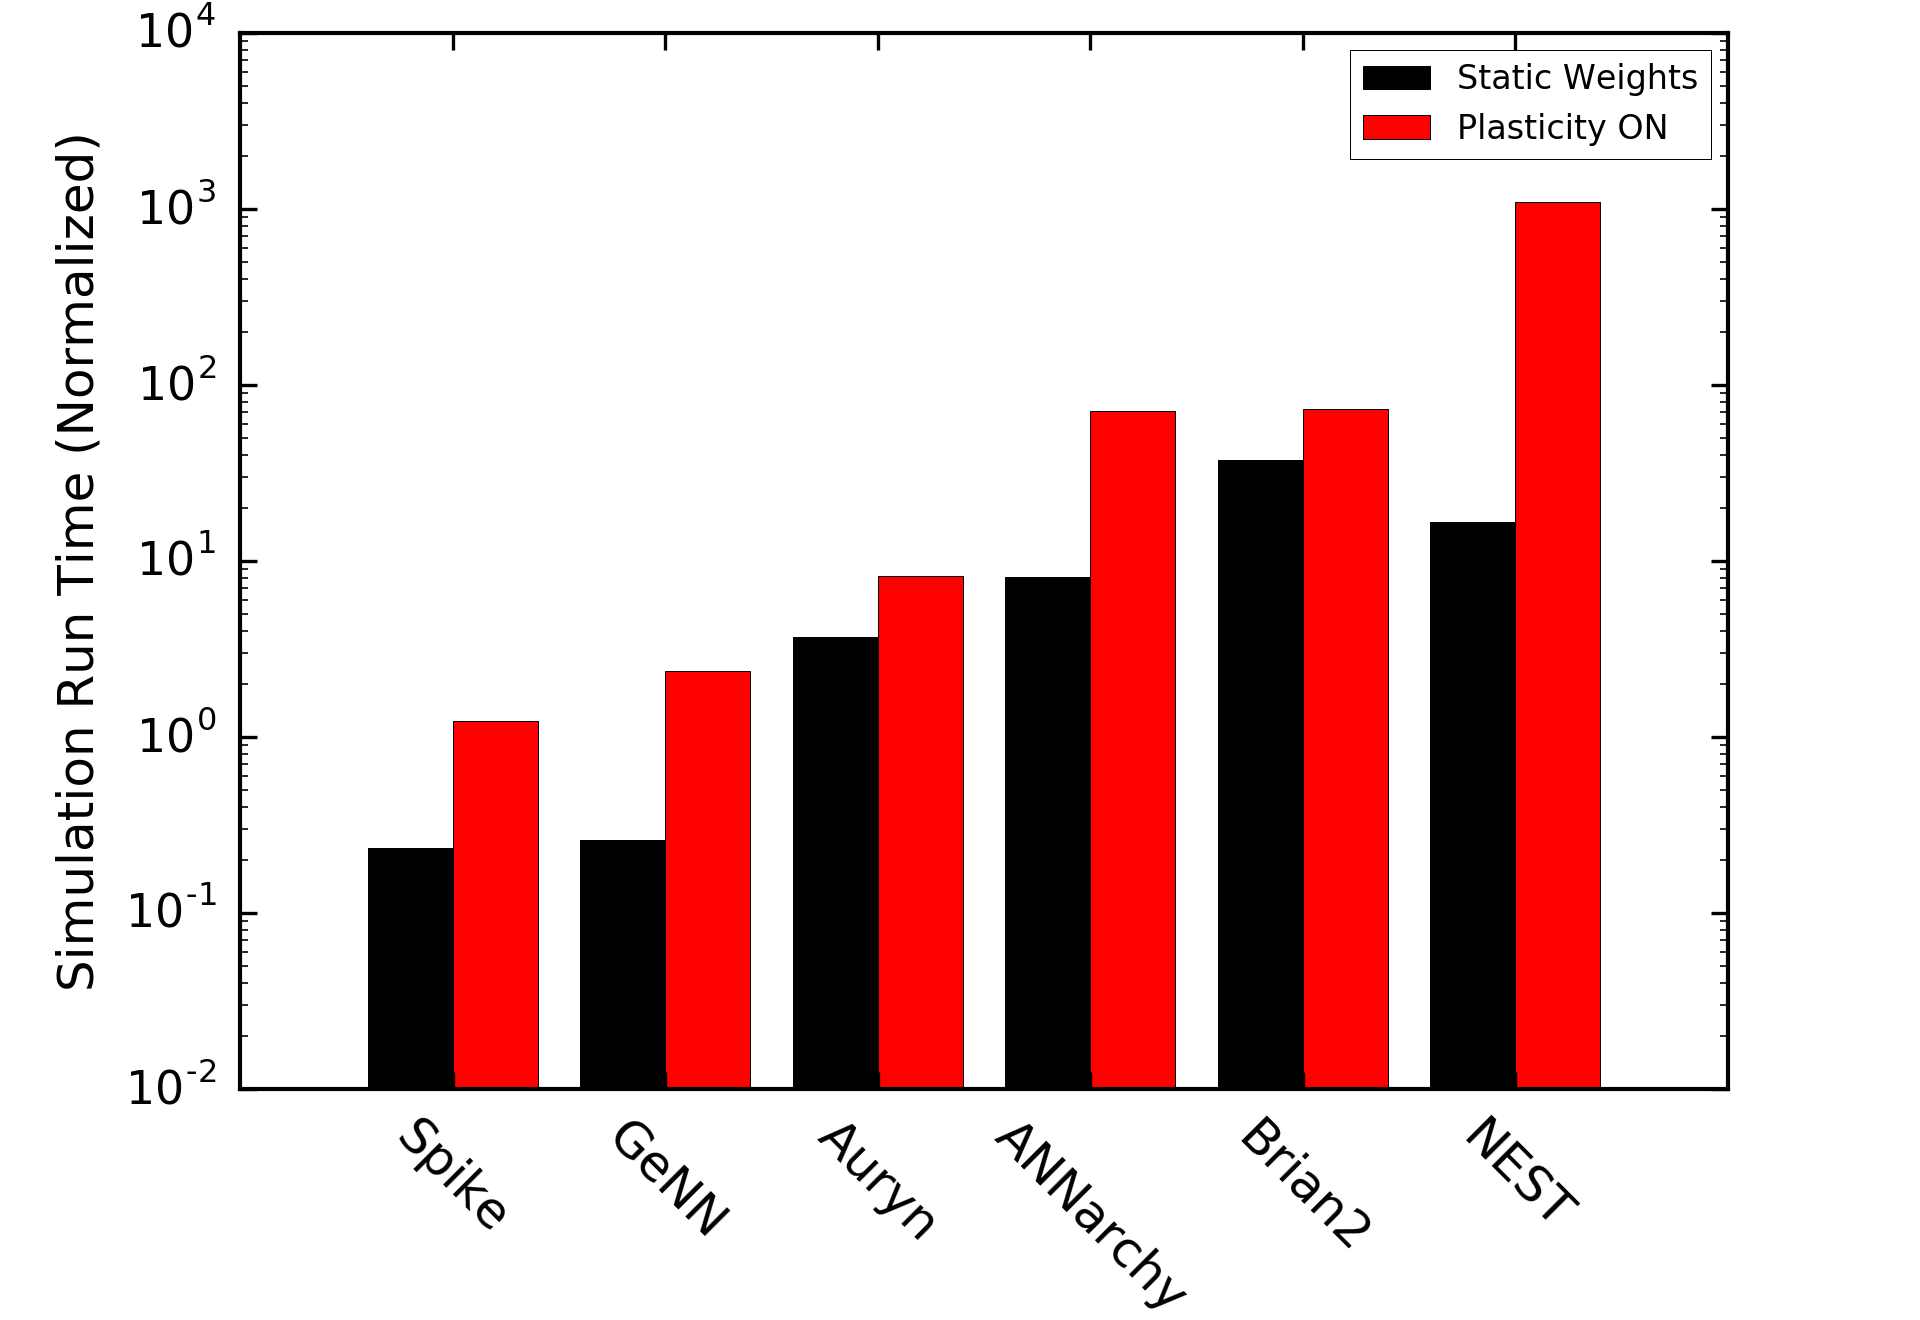 Simulation Run Time (Normalized)
10^4
10^3
10^2
10^1
10^0
10^-1
10^-2
Static Weights
Plasticity ON
Spike
GeNN
Auryn
ANNarchy
Brian2
NEST